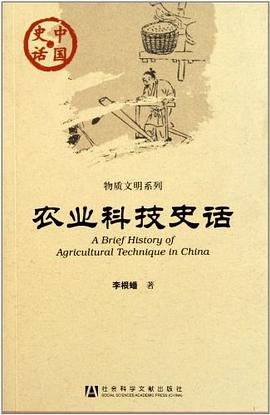 中国
史话
物质文明系列
农业科技史话
A Brief History of
Agricultural Technique in China
李根蟠 著
社会科学文献出版社
SOCIAL SCIENCES ACADEMIC PRESS (CHINA)